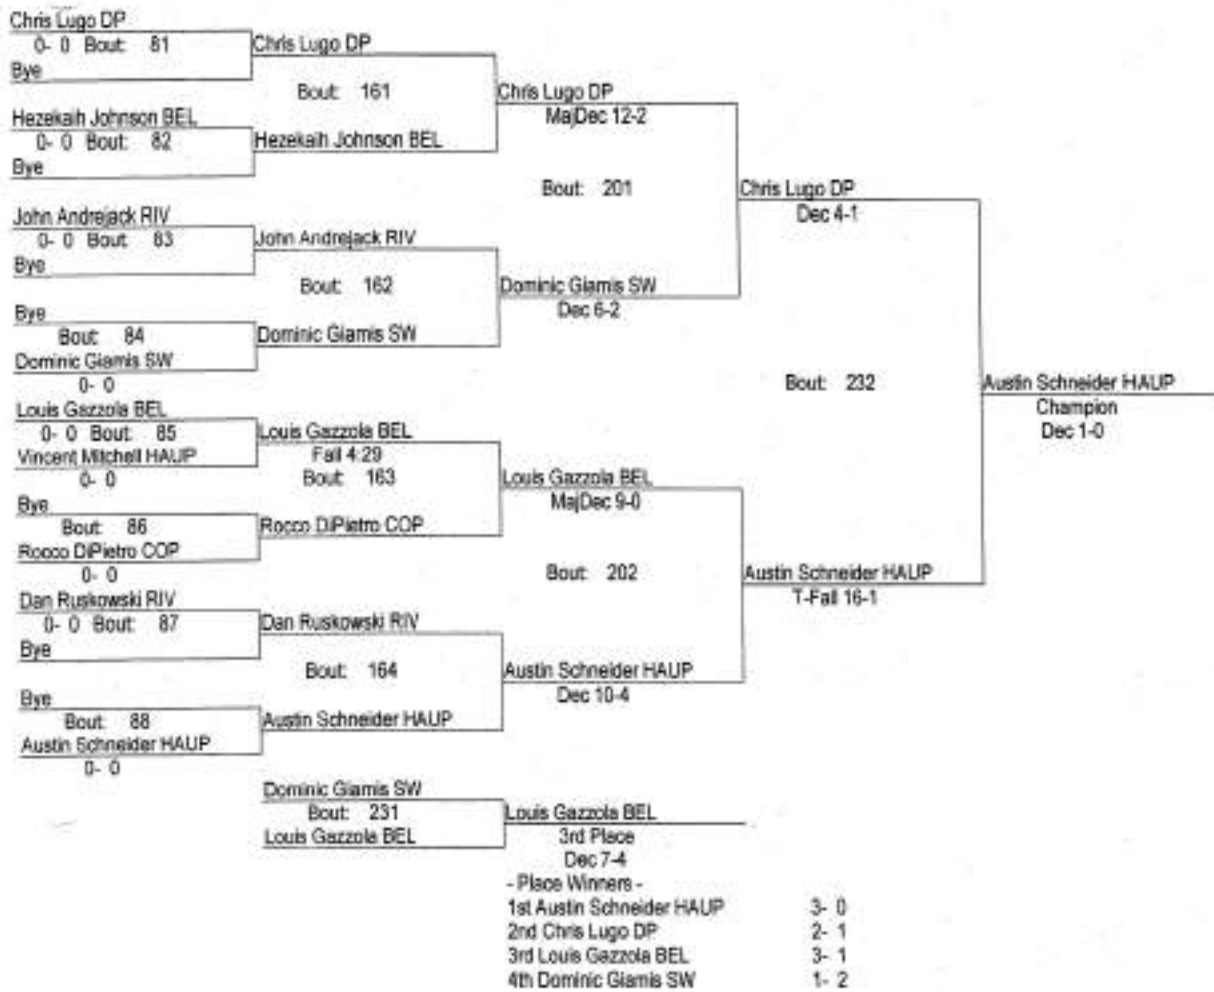 Chris Lugo DP
0- 0 Bout: 81
Bye
Chris Lugo DP
Bout: 161
Hezekaih Johnson BEL
0- 0 Bout: 82
Bye
Hezekaih Johnson BEL
Chris Lugo DP
MajDec 12-2
Bout: 201
John Andrejack RIV
0- 0 Bout: 83
Bye
John Andrejack RIV
Bout: 162
Bye
Bout: 84
Dominic Giamis SW
0- 0
Dominic Giamis SW
Dominic Giamis SW
Dec 6-2
Chris Lugo DP
Dec 4-1
Bout: 232
Louis Gazzola BEL
0- 0 Bout: 85
Vincent Mitchell HAUP
0- 0
Louis Gazzola BEL
Fall 4:29
Bout: 163
Bye
Bout: 86
Rocco DiPietro COP
0- 0
Rocco DiPietro COP
Louis Gazzola BEL
MajDec 9-0
Bout: 202
Dan Ruskowski RIV
0- 0 Bout: 87
Bye
Dan Ruskowski RIV
Bout: 164
Bye
Bout: 88
Austin Schneider HAUP
0- 0
Austin Schneider HAUP
Austin Schneider HAUP
Dec 10-4
Austin Schneider HAUP
T-Fall 16-1
Austin Schneider HAUP
Champion
Dec 1-0
Dominic Giamis SW
Bout: 231
Louis Gazzola BEL
Louis Gazzola BEL
3rd Place
Dec 7-4
- Place Winners -
1st Austin Schneider HAUP 3- 0
2nd Chris Lugo DP 2- 1
3rd Louis Gazzola BEL 3- 1
4th Dominic Giamis SW 1- 2